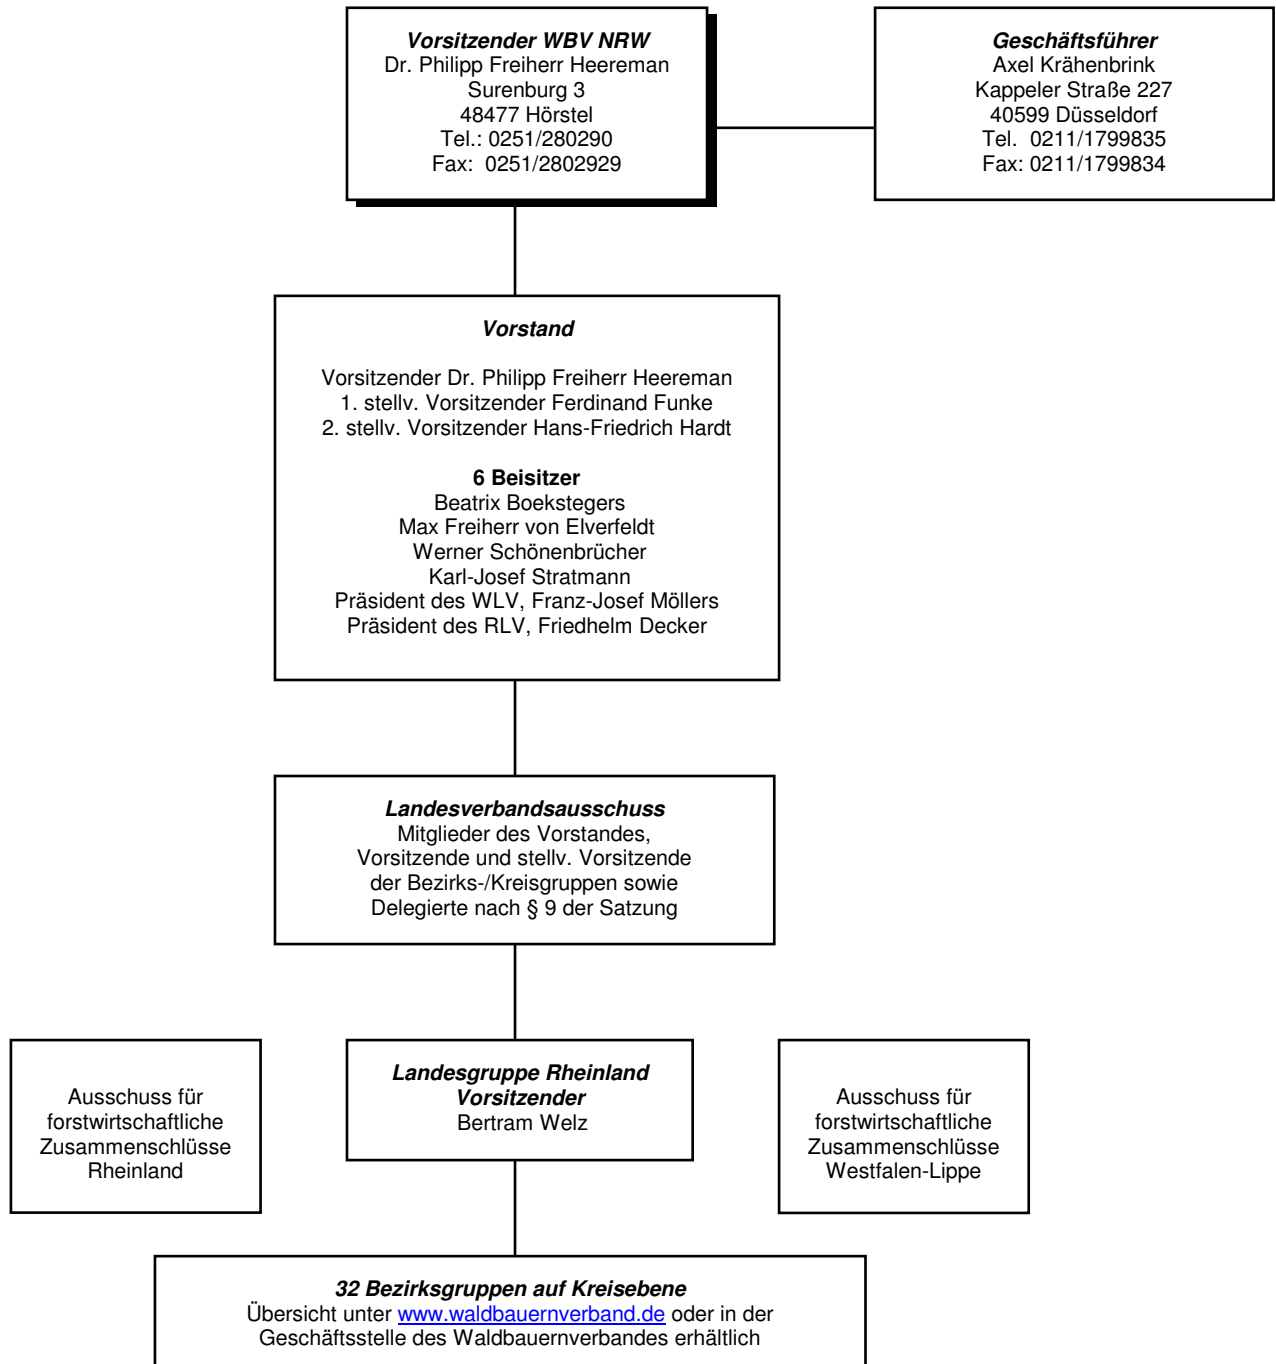 Vorsitzender WBV NRW
Dr. Philipp Freiherr Heereman
Surenburg 3
48477 Hörstel
Tel.: 0251/280290
Fax: 0251/2802929
Geschäftsführer
Axel Krähenbrink
Kappeler Straße 227
40599 Düsseldorf
Tel. 0211/1799835
Fax: 0211/1799834
Vorstand
Vorsitzender Dr. Philipp Freiherr Heereman
1. stellv. Vorsitzender Ferdinand Funke
2. stellv. Vorsitzender Hans-Friedrich Hardt
6 Beisitzer
Beatrix Boekstegers
Max Freiherr von Elverfeldt
Werner Schönenbrücher
Karl-Josef Stratmann
Präsident des WLV, Franz-Josef Möllers
Präsident des RLV, Friedhelm Decker
Landesverbandsausschuss
Mitglieder des Vorstandes,
Vorsitzende und stellv. Vorsitzende
der Bezirks-/Kreisgruppen sowie
Delegierte nach § 9 der Satzung
Ausschuss für
forstwirtschaftliche
Zusammenschlüsse
Rheinland
Landesgruppe Rheinland
Vorsitzender
Bertram Welz
Ausschuss für
forstwirtschaftliche
Zusammenschlüsse
Westfalen-Lippe
32 Bezirksgruppen auf Kreisebene
Übersicht unter www.waldbauernverband.de oder in der
Geschäftsstelle des Waldbauernverbandes erhältlich